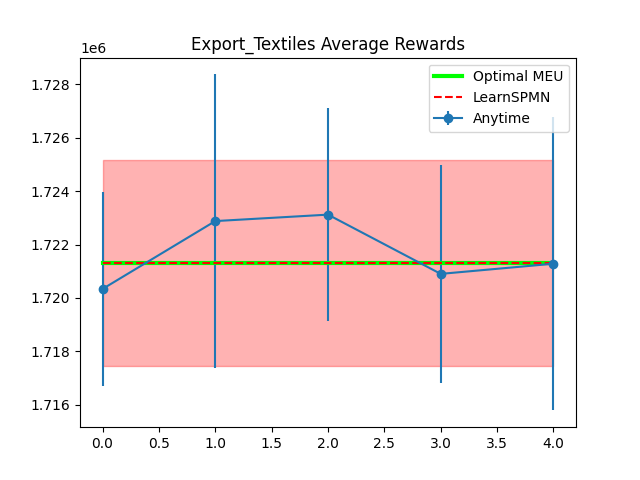 Export_Textiles Average Rewards
1e6
Optimal MEU
LearnSPMN
Anytime
1.728
1.726
1.724
1.722
1.720
1.718
1.716
0.0 0.5 1.0 1.5 2.0 2.5 3.0 3.5 4.0